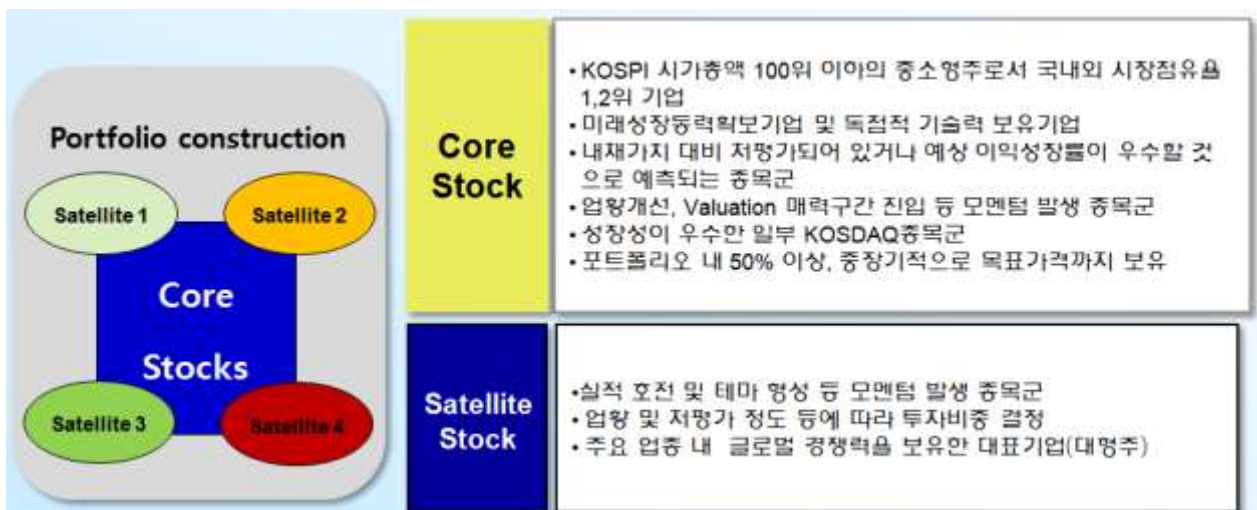 Portfolio construction
Satellite 1
Satellite 2
Core
Stocks
Satellite 3
Satellite 4
Core
Stock
• KOSPI 시가총액 100위 이하의 중소형주로서 국내외 시장점유율
1,2위 기업
• 미래성장동력확보기업 및 독점적 기술력 보유기업
• 내재가치 대비 저평가되어 있거나 예상 이익성장률이 우수할 것
으로 예측되는 종목군
• 업황개선, Valuation 매력구간 진입 등 모멘텀 발생 종목군
• 성장성이 우수한 일부 KOSDAQ종목군
• 포트폴리오 내 50% 이상, 중장기적으로 목표가격까지 보유
Satellite
Stock
•실적 호전 및 테마 형성 등 모멘텀 발생 종목군
• 업황 및 저평가 정도 등에 따라 투자비중 결정
• 주요 업종 내 글로벌 경쟁력을 보유한 대표기업(대형주)